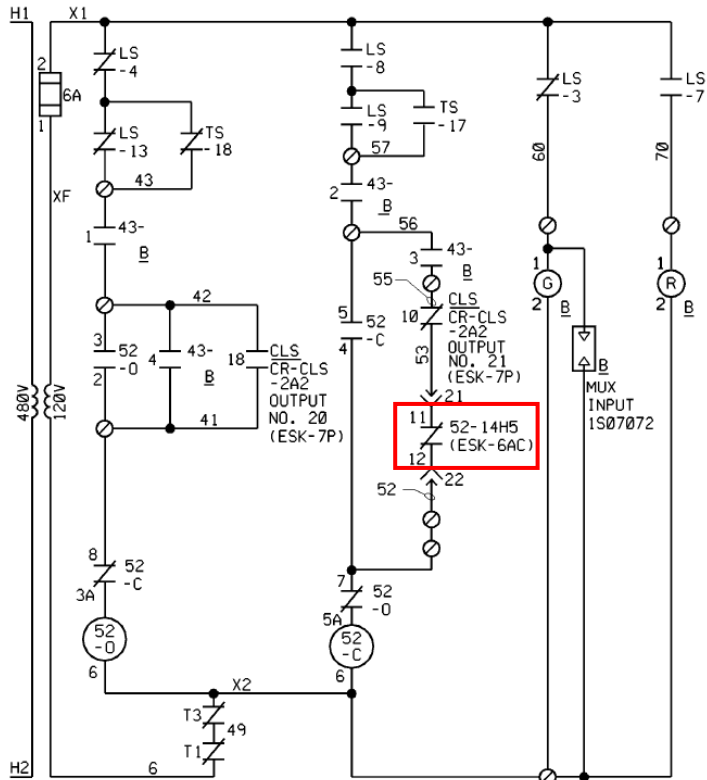 H1
X1
2
6A
1
XF
LS
-4
LS
-13
TS
-18
43
1
43-
B
42
3
52
-O
2
4
43-
B
18
CLS
CR-CLS
-2A2
OUTPUT
NO. 20
(ESK-7P)
41
8
52
-C
3A
52
-O
6
LS
-8
LS
-9
TS
-17
57
2
43-
B
56
3
43-
B
55
10
CLS
CR-CLS
-2A2
OUTPUT
NO. 21
(ESK-7P)
53
5
52
-C
4
21
11
52-14H5
(ESK-6AC)
12
22
52
7
52
-O
5A
52
-C
6
LS
-3
60
1
G
2
B
B
MUX
INPUT
1S07072
LS
-7
70
1
R
2
B
480V
120V
X2
T3
49
T1
H2
6